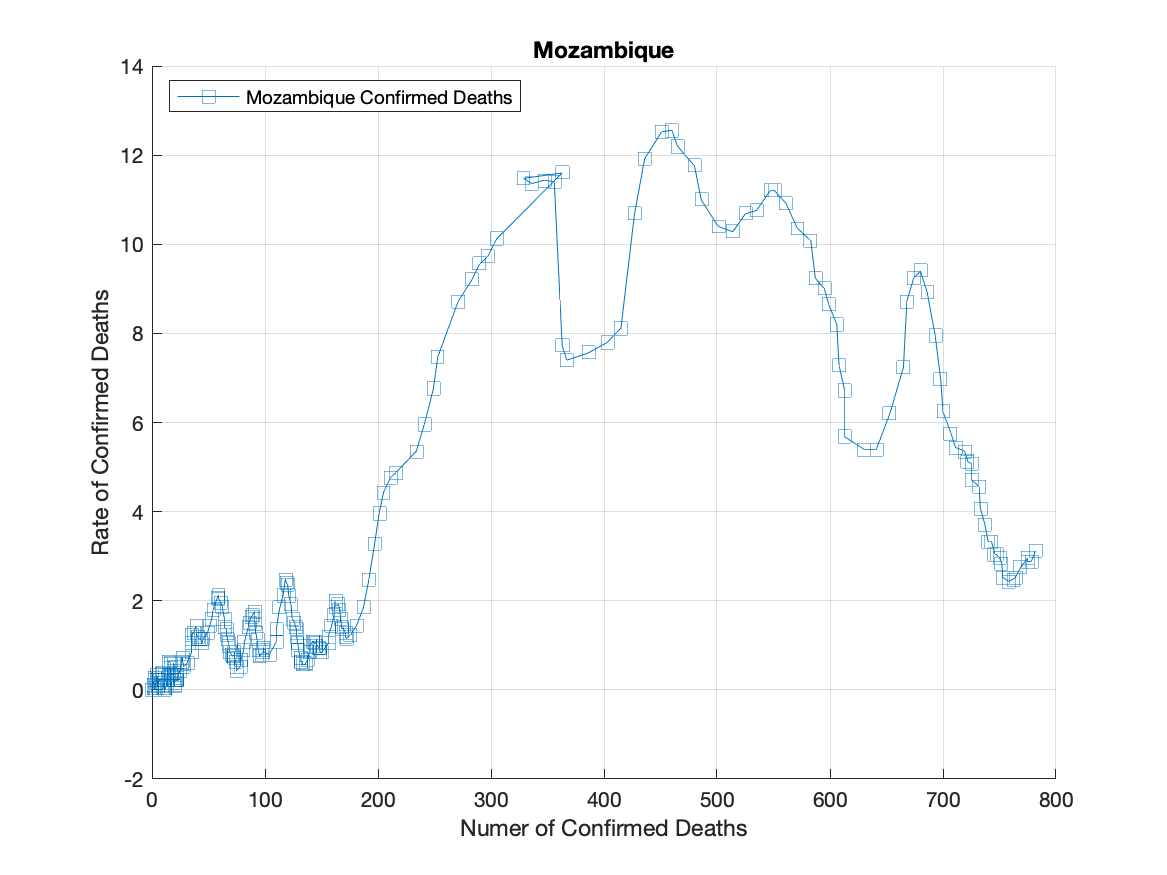 Mozambique
14
Mozambique Confirmed Deaths
12
10
8
6
4
2
0
-2
Rate of Confirmed Deaths
0 100 200 300 400 500 600 700 800
Numer of Confirmed Deaths